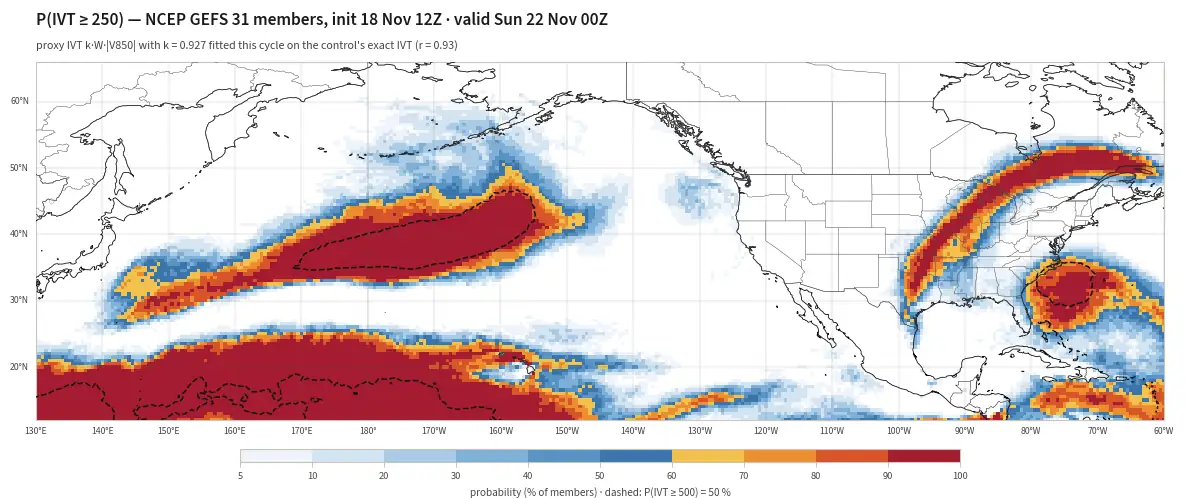 P(IVT ≥ 250) — NCEP GEFS 31 members, init 18 Nov 12Z · valid Sun 22 Nov 00Z
proxy IVT k·W·|V850| with k = 0.927 fitted this cycle on the control's exact IVT (r = 0.93)
60°N
50°N
40°N
30°N
20°N
130°E 140°E 150°E 160°E 170°E 180° 170°W 160°W 150°W 140°W 130°W 120°W 110°W 100°W 90°W 80°W 70°W 60°W
5 10 20 30 40 50 60 70 80 90 100
probability (% of members) · dashed: P(IVT ≥ 500) = 50 %